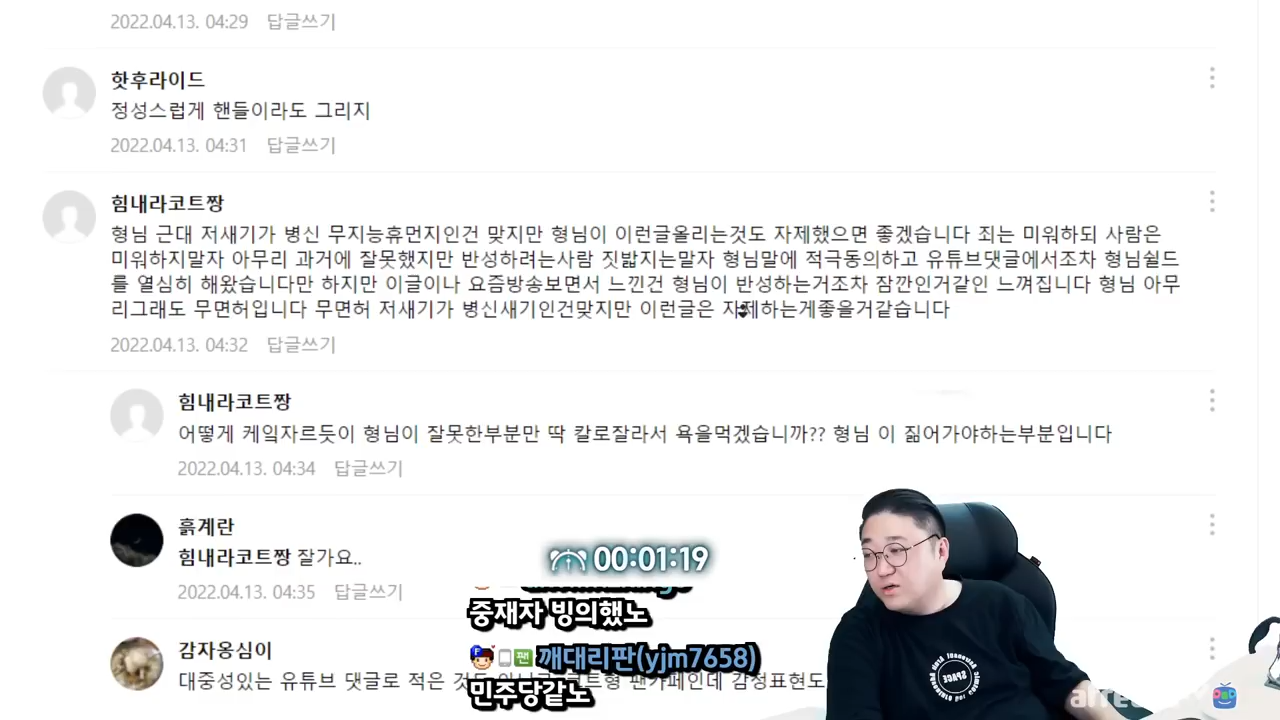 2022.04.13. 04:29 답글쓰기
핫후라이드
정성스럽게 핸들이라도 그리지
2022.04.13. 04:31 답글쓰기
힘내라코트짱
형님 근대 저새기가 병신 무지능휴먼지인건 맞지만 형님이 이런글올리는것도 자제했으면 좋겠습니다 죄는 미워하되 사람은
미워하지말자 아무리 과거에 잘못했지만 반성하려는사람 짓밟지는말자 형님말에 적극동의하고 유튜브댓글에서조차 형님쉴드
를 열심히 해왔습니다만 하지만 이글이나 요즘방송보면서 느낀건 형님이 반성하는거조차 잠깐인거같인 느껴집니다 형님 아무
리그래도 무면허입니다 무면허 저새기가 병신새기인건맞지만 이런글은 자제하는게좋을거같습니다
2022.04.13. 04:32 답글쓰기
힘내라코트짱
어떻게 케잌자르듯이 형님이 잘못한부분만 딱 칼로잘라서 욕을먹겠습니까?? 형님 이 짊어가야하는부분입니다
2022.04.13. 04:34 답글쓰기
흙계란
힘내라코트짱 잘가요..
2022.04.13. 04:35 답글쓰기
00:01:19
중재자 빙의했노
감자옹심이
깨대리판(yjm7658)
대중성있는 유튜브 댓글로 적은 것도 팬카페인데 감정표현도
민주당같노
SPACE